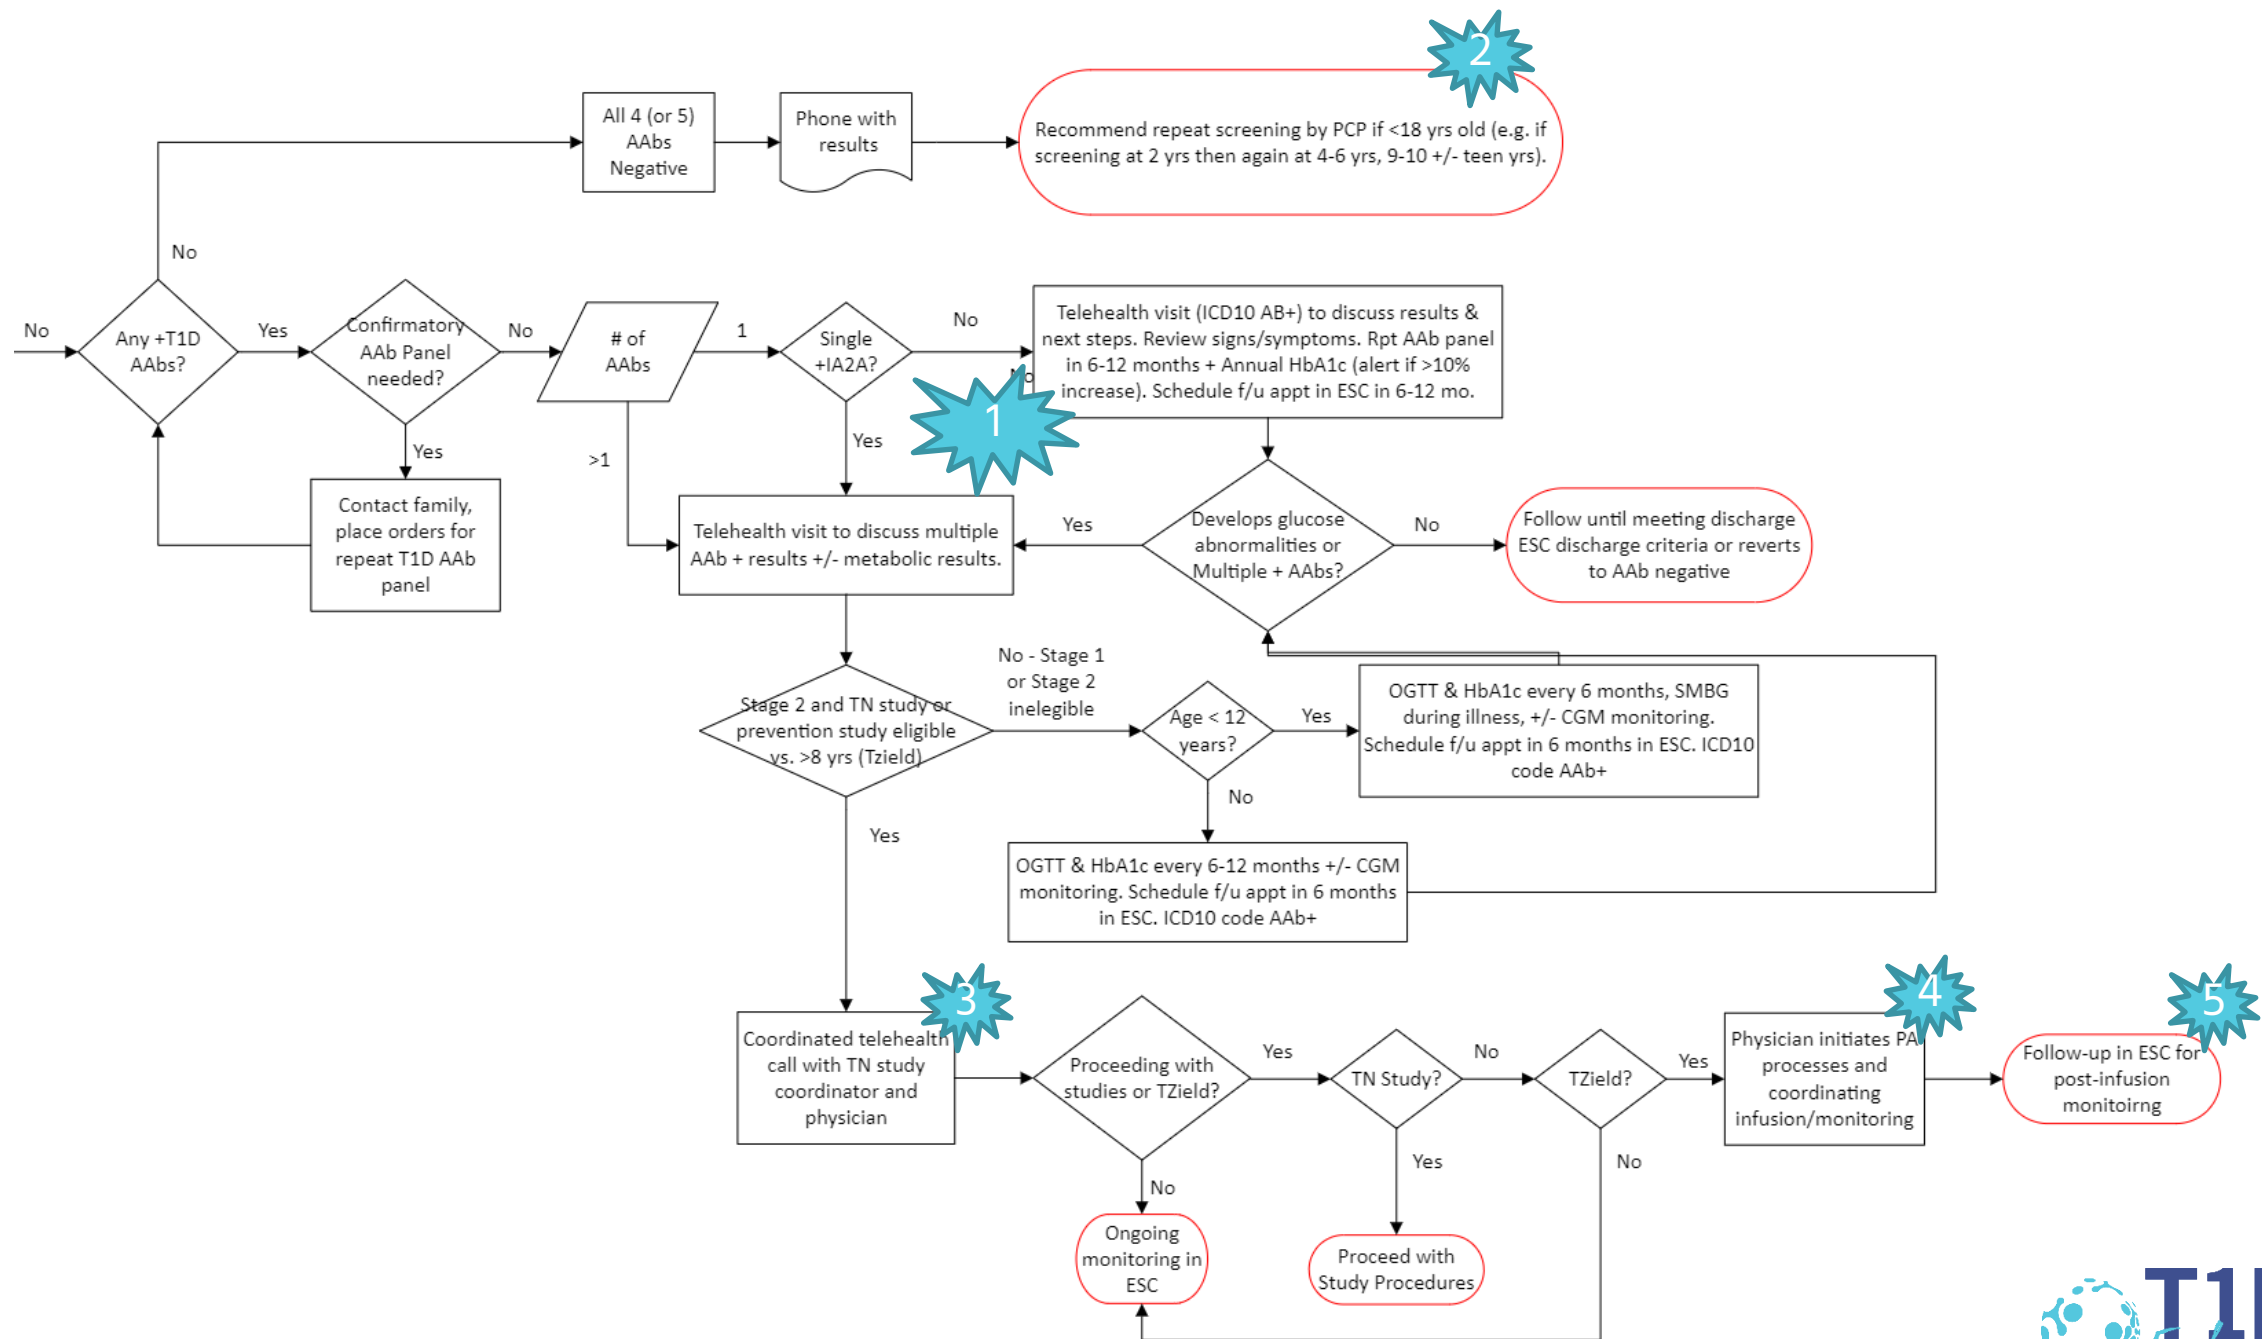 2
All 4 (or 5)
AAbs
Negative
Phone with
results
Recommend repeat screening by PCP if <18 yrs old (e.g. if
screening at 2 yrs then again at 4-6 yrs, 9-10 +/- teen yrs).
No
No
Any +T1D
AAbs?
Yes
Confirmatory
AAb Panel
needed?
No
# of
AAbs
1
Single
+IA2A?
No
No
Telehealth visit (ICD10 AB+) to discuss results &
next steps. Review signs/symptoms. Rpt AAb panel
in 6-12 months + Annual HbA1c (alert if >10%
increase). Schedule f/u appt in ESC in 6-12 mo.
1
Yes
Yes
>1
Contact family,
place orders for
repeat T1D AAb
panel
Telehealth visit to discuss multiple
AAb + results +/- metabolic results.
Yes
Develops glucose
abnormalities or
Multiple + AAbs?
No
Follow until meeting discharge
ESC discharge criteria or reverts
to AAb negative
Stage 2 and TN study or
prevention study eligible
vs. >8 yrs (Tzield)
No - Stage 1
or Stage 2
inelegible
Age < 12
years?
Yes
OGTT & HbA1c every 6 months, SMBG
during illness, +/- CGM monitoring.
Schedule f/u appt in 6 months in ESC. ICD10
code AAb+
No
Yes
OGTT & HbA1c every 6-12 months +/- CGM
monitoring. Schedule f/u appt in 6 months
in ESC. ICD10 code AAb+
3
Coordinated telehealth
call with TN study
coordinator and
physician
Proceeding with
studies or TZield?
Yes
TN Study?
No
TZield?
Yes
4
Physician initiates PA
processes and
coordinating
infusion/monitoring
5
Follow-up in ESC for
post-infusion
monitoirng
No
Yes
No
Ongoing
monitoring in
ESC
Proceed with
Study Procedures